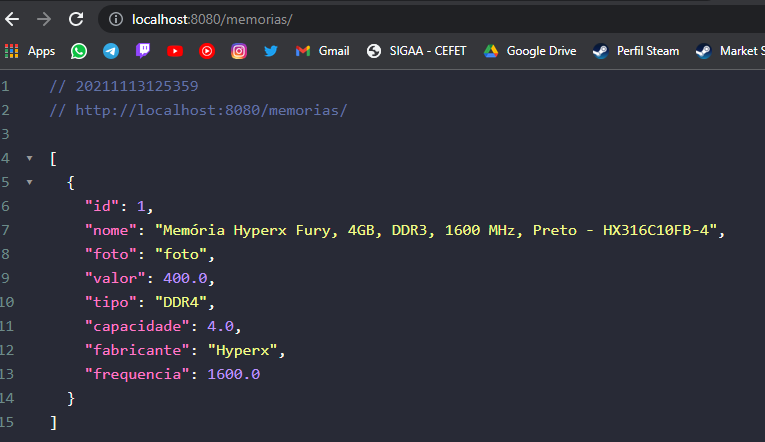 localhost:8080/memorias/
Apps Gmail SIGAA - CEFET Google Drive Perfil Steam Market S
1 // 20211113125359
2 // http://localhost:8080/memorias/
3
4 [
5 {
6 "id": 1,
7 "nome": "Memória Hyperx Fury, 4GB, DDR3, 1600 MHz, Preto - HX316C10FB-4",
8 "foto": "foto",
9 "valor": 400.0,
10 "tipo": "DDR4",
11 "capacidade": 4.0,
12 "fabricante": "Hyperx",
13 "frequencia": 1600.0
14 }
15 ]